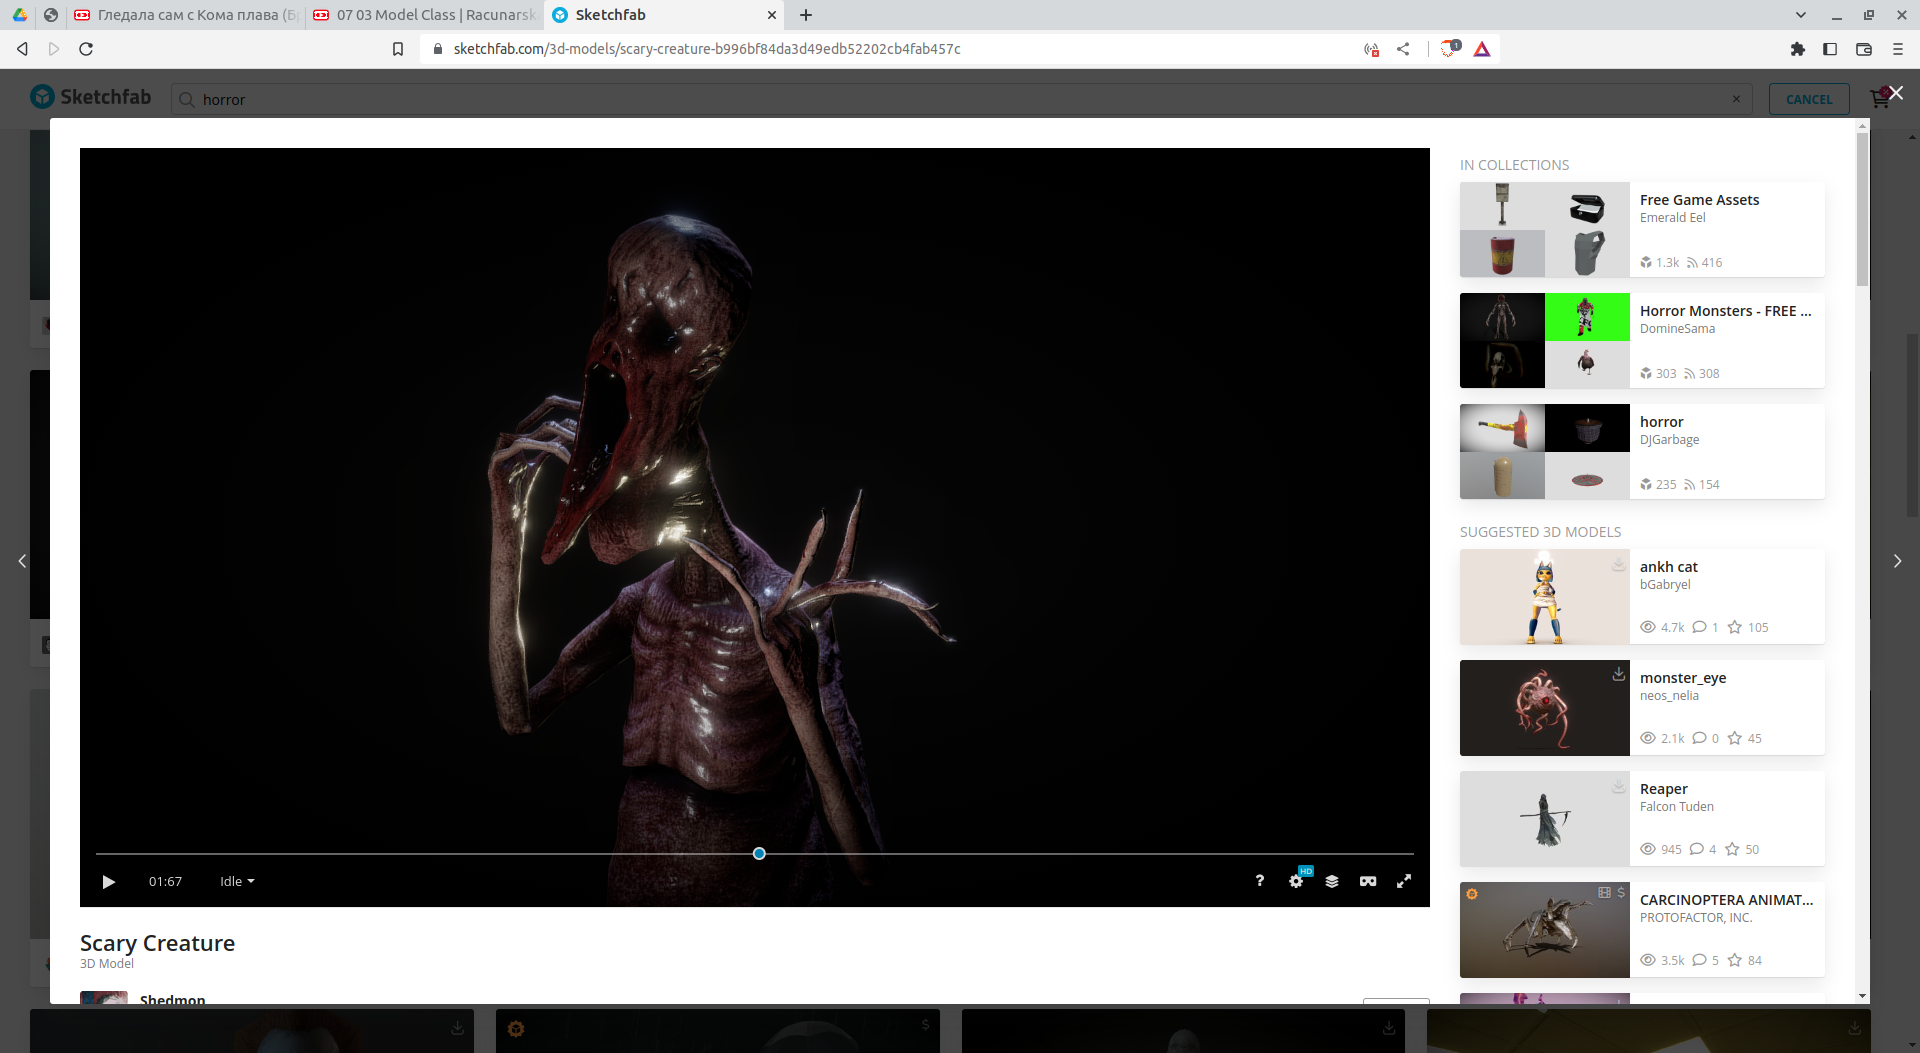 Гледала сам с Кома плава (Б
07 03 Model Class | Racunarsk
Sketchfab
sketchfab.com/3d-models/scary-creature-b996bf84da3d49edb52202cb4fab457c
1
Sketchfab
horror
CANCEL
IN COLLECTIONS
Free Game Assets
Emerald Eel
1.3k 416
Horror Monsters - FREE ...
DomineSama
303 308
horror
DJGarbage
235 154
SUGGESTED 3D MODELS
ankh cat
bGabryel
4.7k 1 105
monster_eye
neos_nelia
2.1k 0 45
Reaper
Falcon Tuden
945 4 50
CARCINOPTERA ANIMAT...
PROTOFACTOR, INC.
3.5k 5 84
01:67
Idle
?
HD
Scary Creature
3D Model
Shedmon